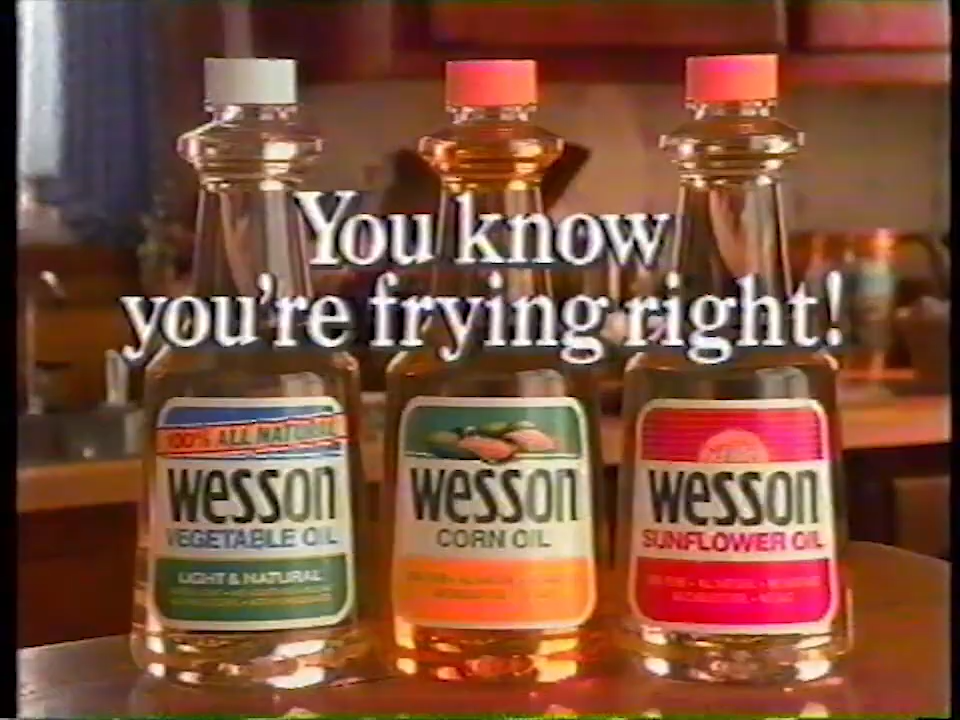 You know
you're frying right!
100% ALL NATURAL
wesson
VEGETABLE OIL
LIGHT & NATURAL
wesson
CORN OIL
wesson
SUNFLOWER OIL